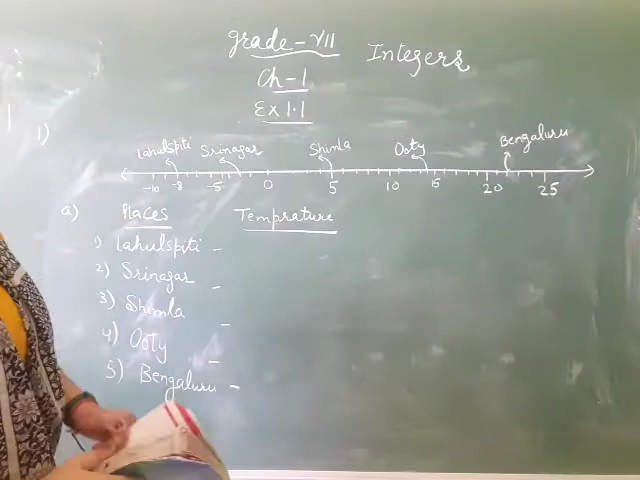 grade-VII Integers
Ch-1
Ex 1.1
1)
Lahulspiti Srinagar Shimla Ooty Bengaluru
-10 -8 -5 0 5 10 15 20 25
a) Places Temprature
1) Lahulspiti -
2) Srinagar -
3) Shimla -
4) Ooty -
5) Bengaluru -